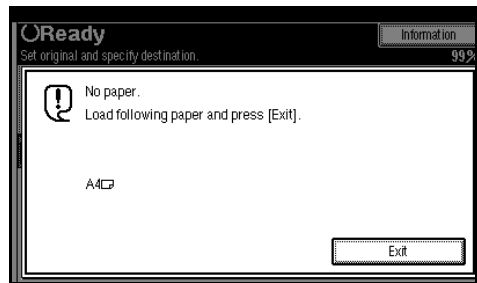 Ready
Information
Set original and specify destination.
99%
No paper.
Load following paper and press [Exit].
A4
Exit